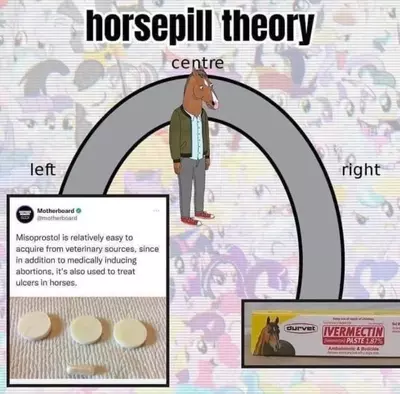 horsepill theory
centre
left
right
Motherboard
@motherboard
Misoprostol is relatively easy to
acquire from veterinary sources, since
in addition to medically inducing
abortions, it's also used to treat
ulcers in horses.
durvet
IVERMECTIN
PASTE 1.87%
Anthelmintic & Boticide